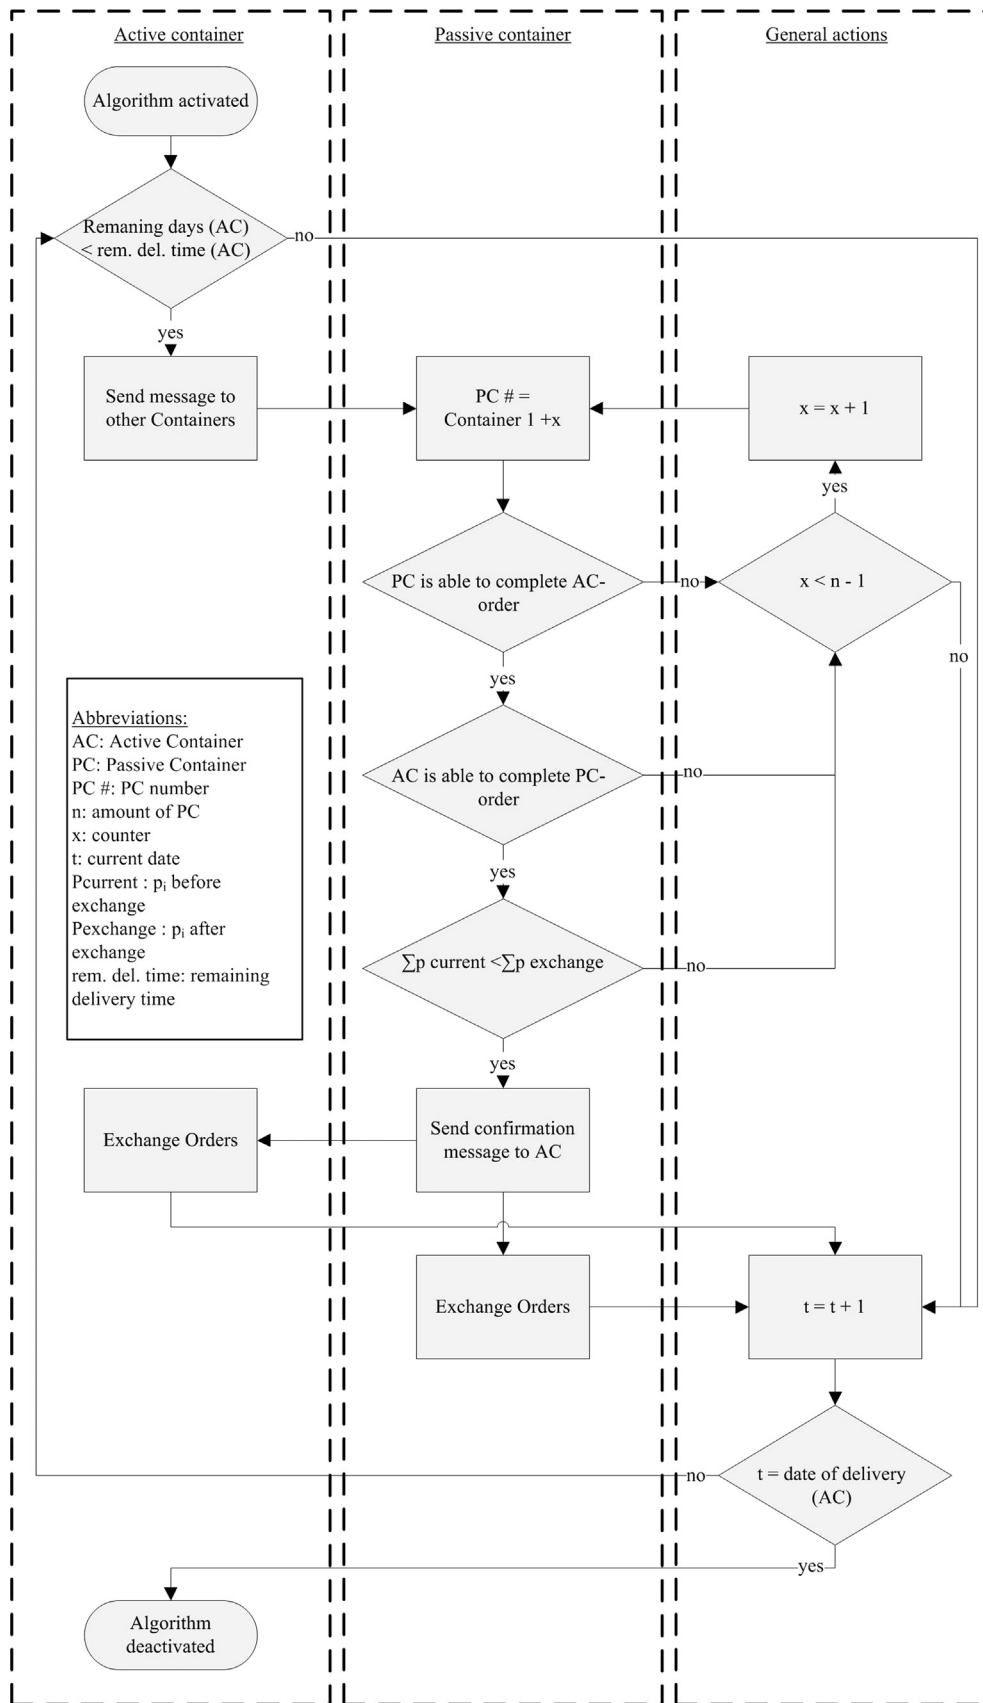 Active container
Passive container
General actions
Algorithm activated
Remaning days (AC)
< rem. del. time (AC)
no
yes
Send message to
other Containers
PC # =
Container 1 +x
x = x + 1
yes
PC is able to complete AC-
order
no
x < n - 1
no
yes
AC is able to complete PC-
order
no
yes
∑p current <∑p exchange
no
yes
Abbreviations:
AC: Active Container
PC: Passive Container
PC #: PC number
n: amount of PC
x: counter
t: current date
Pcurrent : pᵢ before
exchange
Pexchange : pᵢ after
exchange
rem. del. time: remaining
delivery time
Exchange Orders
Send confirmation
message to AC
Exchange Orders
t = t + 1
no
t = date of delivery
(AC)
yes
Algorithm
deactivated